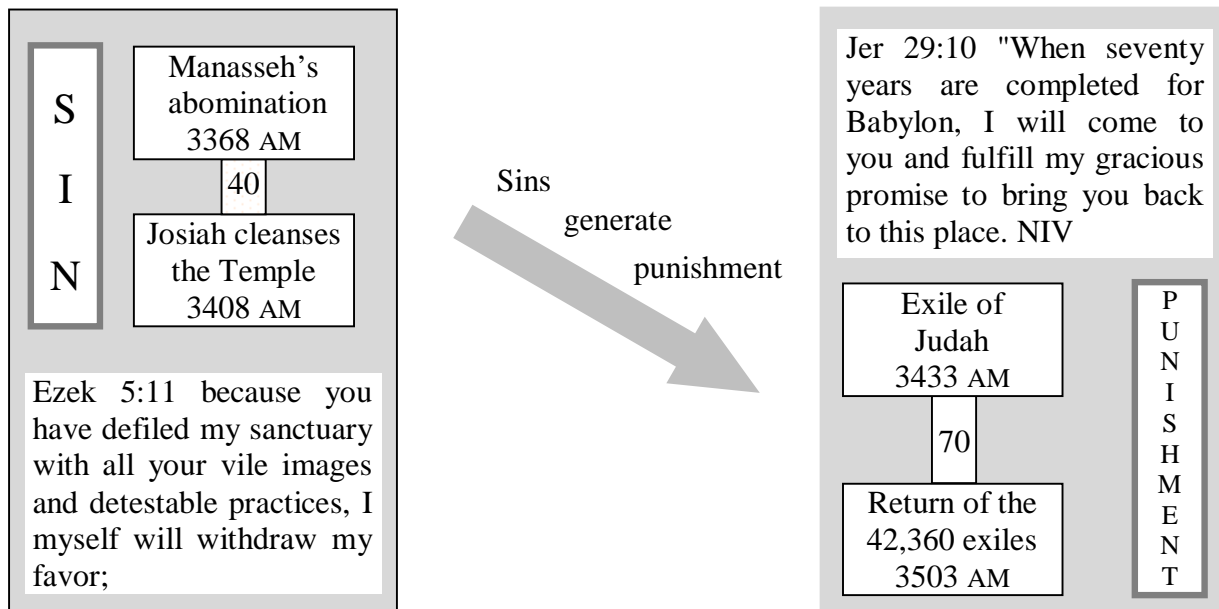 S
I
N
Manasseh's
abomination
3368 AM
40
Josiah cleanses
the Temple
3408 AM
Ezek 5:11 because you
have defiled my sanctuary
with all your vile images
and detestable practices, I
myself will withdraw my
favor;
Sins
generate
punishment
Jer 29:10 "When seventy
years are completed for
Babylon, I will come to
you and fulfill my gracious
promise to bring you back
to this place. NIV
Exile of
Judah
3433 AM
70
Return of the
42,360 exiles
3503 AM
P
U
N
I
S
H
M
E
N
T